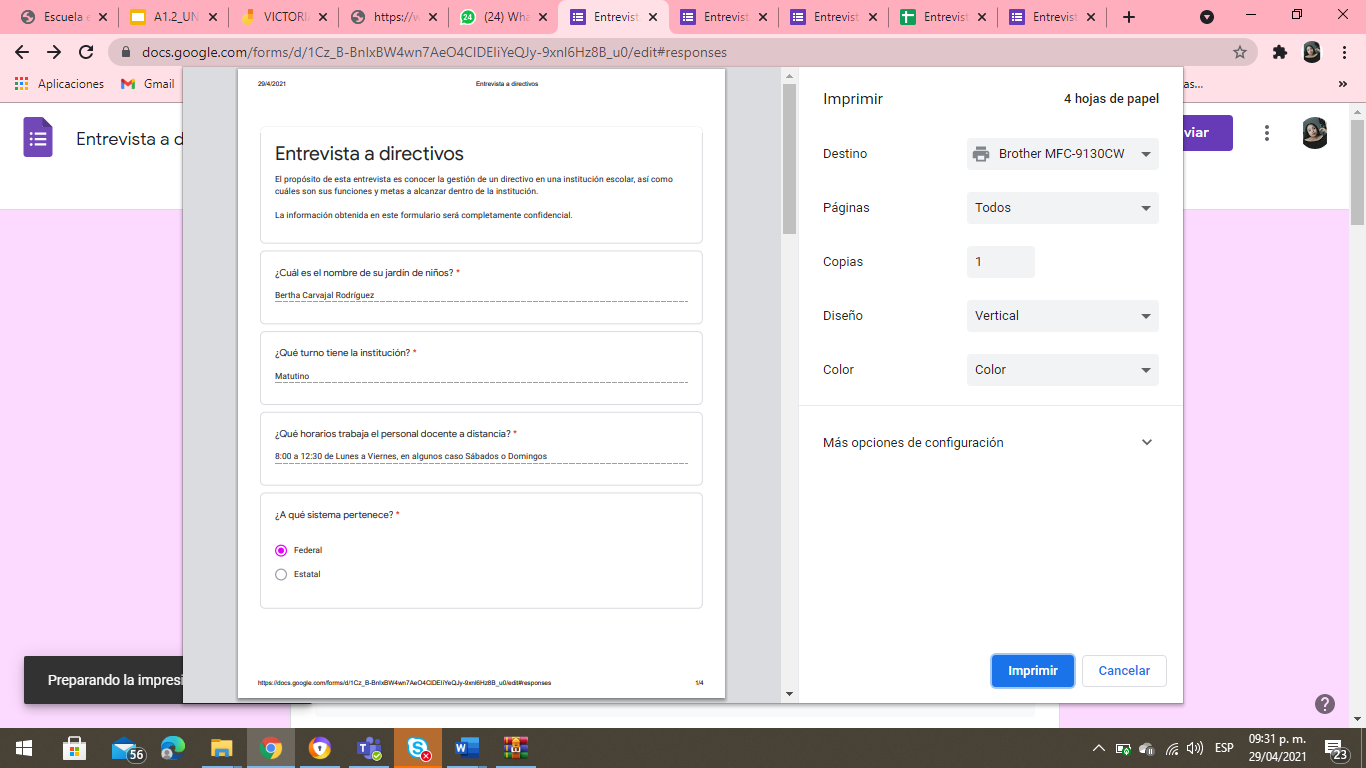 Escuela e
A1.2_UN
VICTORI
https://v
(24) Wha
Entrevist
Entrevist
Entrevist
Entrevist
Entrevist
docs.google.com/forms/d/1Cz_B-BnIxBW4wn7AeO4CIDEIiYeQJy-9xnI6Hz8B_u0/edit#responses
Aplicaciones
Gmail
as...
»
Entrevista a d
viar
29/4/2021
Entrevista a directivos
Entrevista a directivos
El propósito de esta entrevista es conocer la gestión de un directivo en una institución escolar, así como
cuáles son sus funciones y metas a alcanzar dentro de la institución.
La información obtenida en este formulario será completamente confidencial.
¿Cuál es el nombre de su jardín de niños? *
Bertha Carvajal Rodríguez
¿Qué turno tiene la institución? *
Matutino
¿Qué horarios trabaja el personal docente a distancia? *
8:00 a 12:30 de Lunes a Viernes, en algunos caso Sábados o Domingos
¿A qué sistema pertenece? *
Federal
Estatal
https://docs.google.com/forms/d/1Cz_B-BnIxBW4wn7AeO4CIDEIiYeQJy-9xnI6Hz8B_u0/edit#responses
1/4
Imprimir
4 hojas de papel
Destino
Brother MFC-9130CW
Páginas
Todos
Copias
1
Diseño
Vertical
Color
Color
Más opciones de configuración
Imprimir
Cancelar
Preparando la impresi
56
ESP
09:31 p. m.
29/04/2021
23